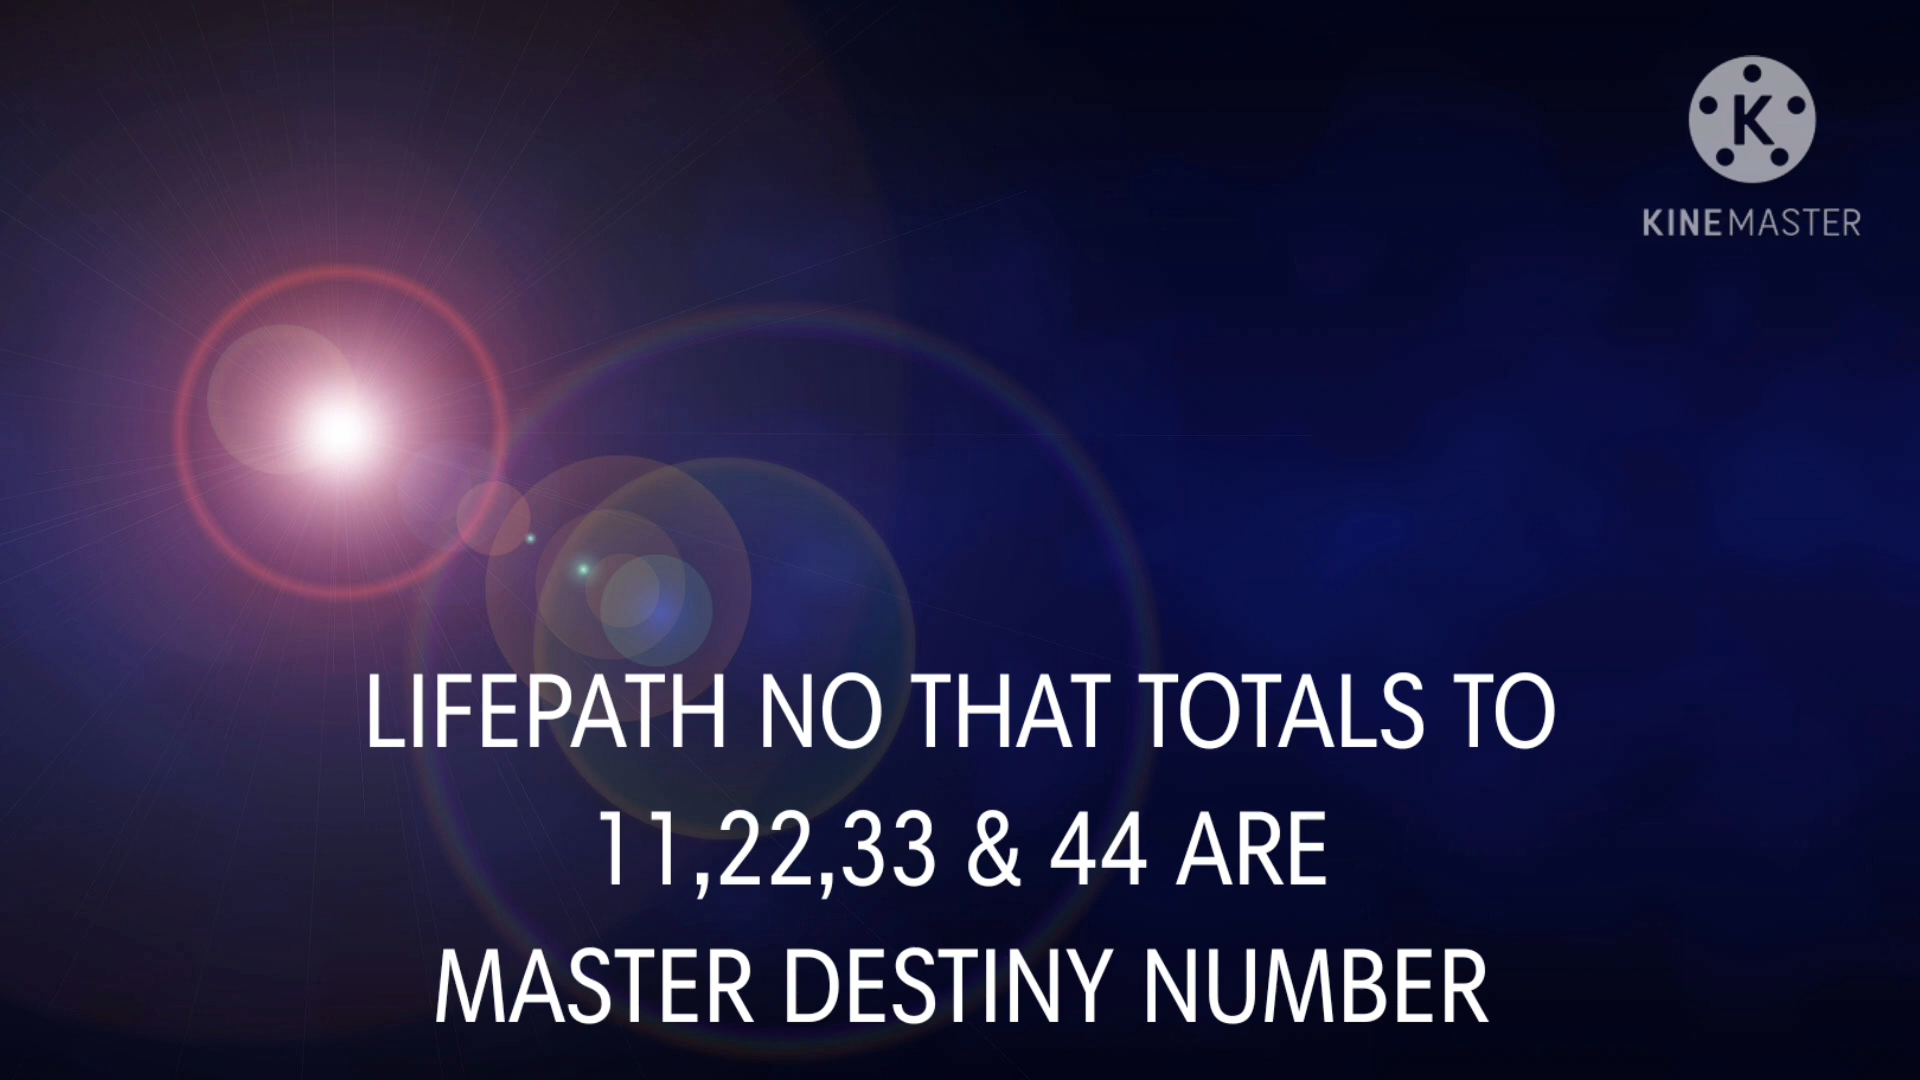 K
KINEMASTER
LIFEPATH NO THAT TOTALS TO
11,22,33 & 44 ARE
MASTER DESTINY NUMBER